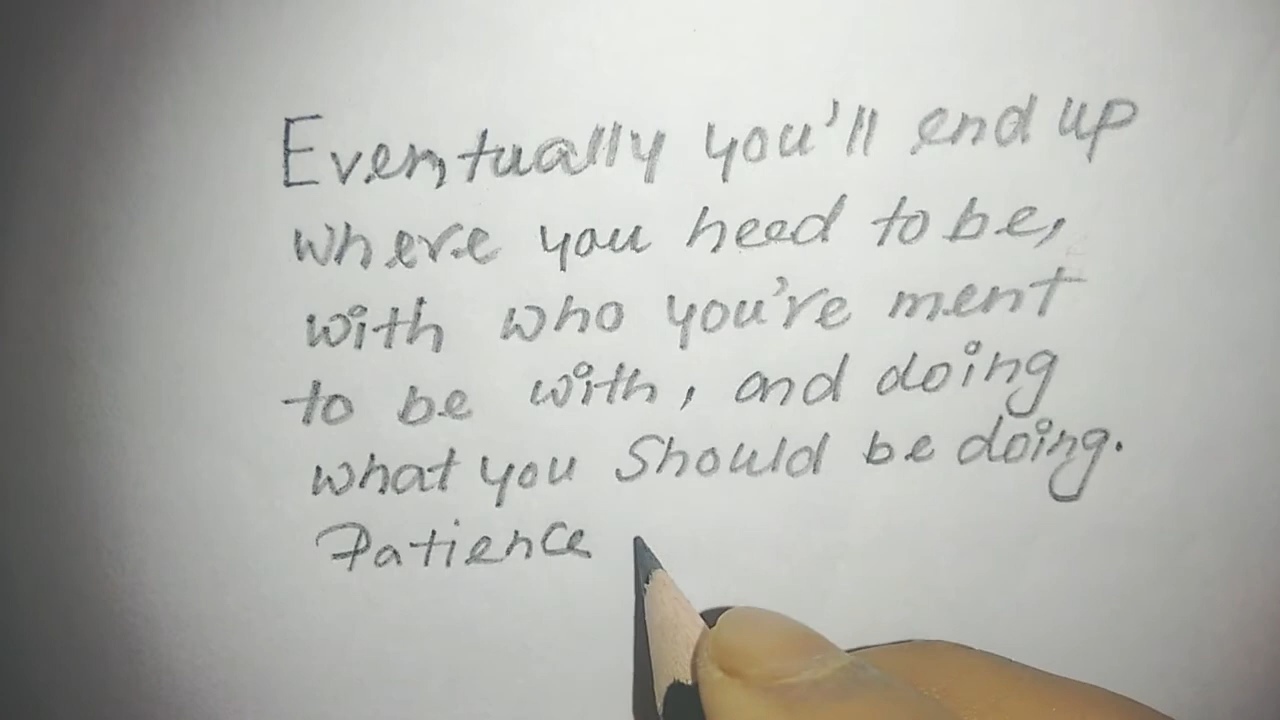 Eventually you'll end up
where you need to be,
with who you're ment
to be with, and doing
what you Should be doing.
Patience